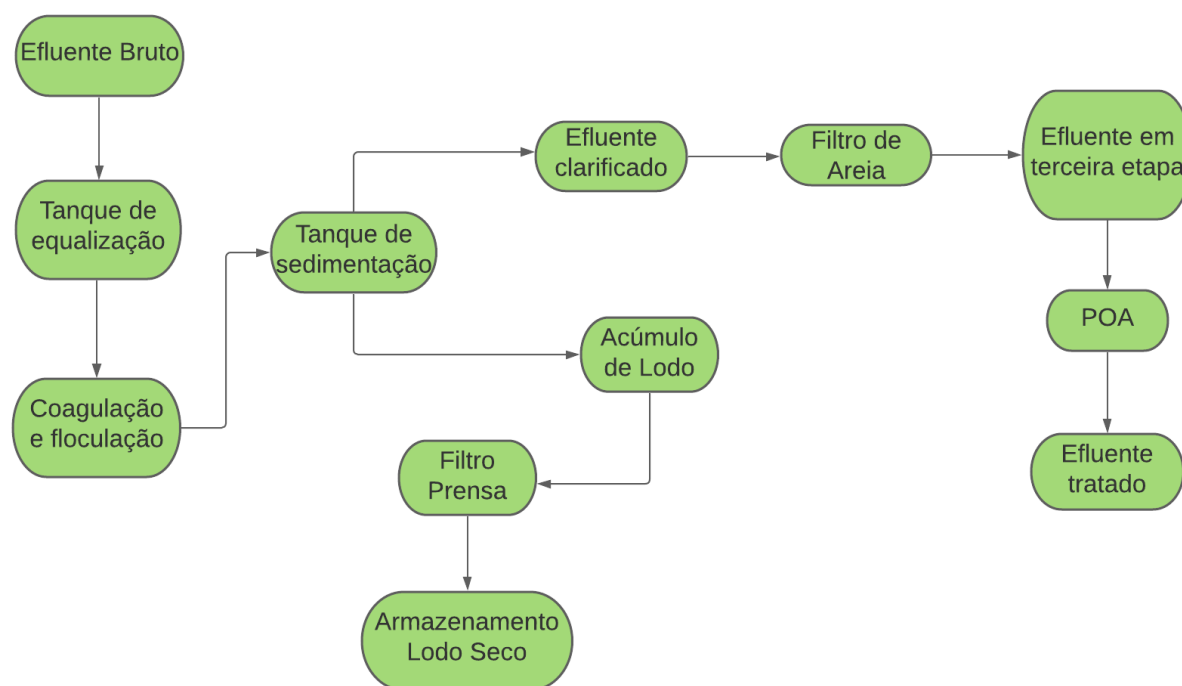 Efluente Bruto
Tanque de
equalização
Coagulação
e floculação
Tanque de
sedimentação
Efluente
clarificado
Filtro de
Areia
Efluente em
terceira etapa
POA
Efluente
tratado
Acúmulo
de Lodo
Filtro
Prensa
Armazenamento
Lodo Seco